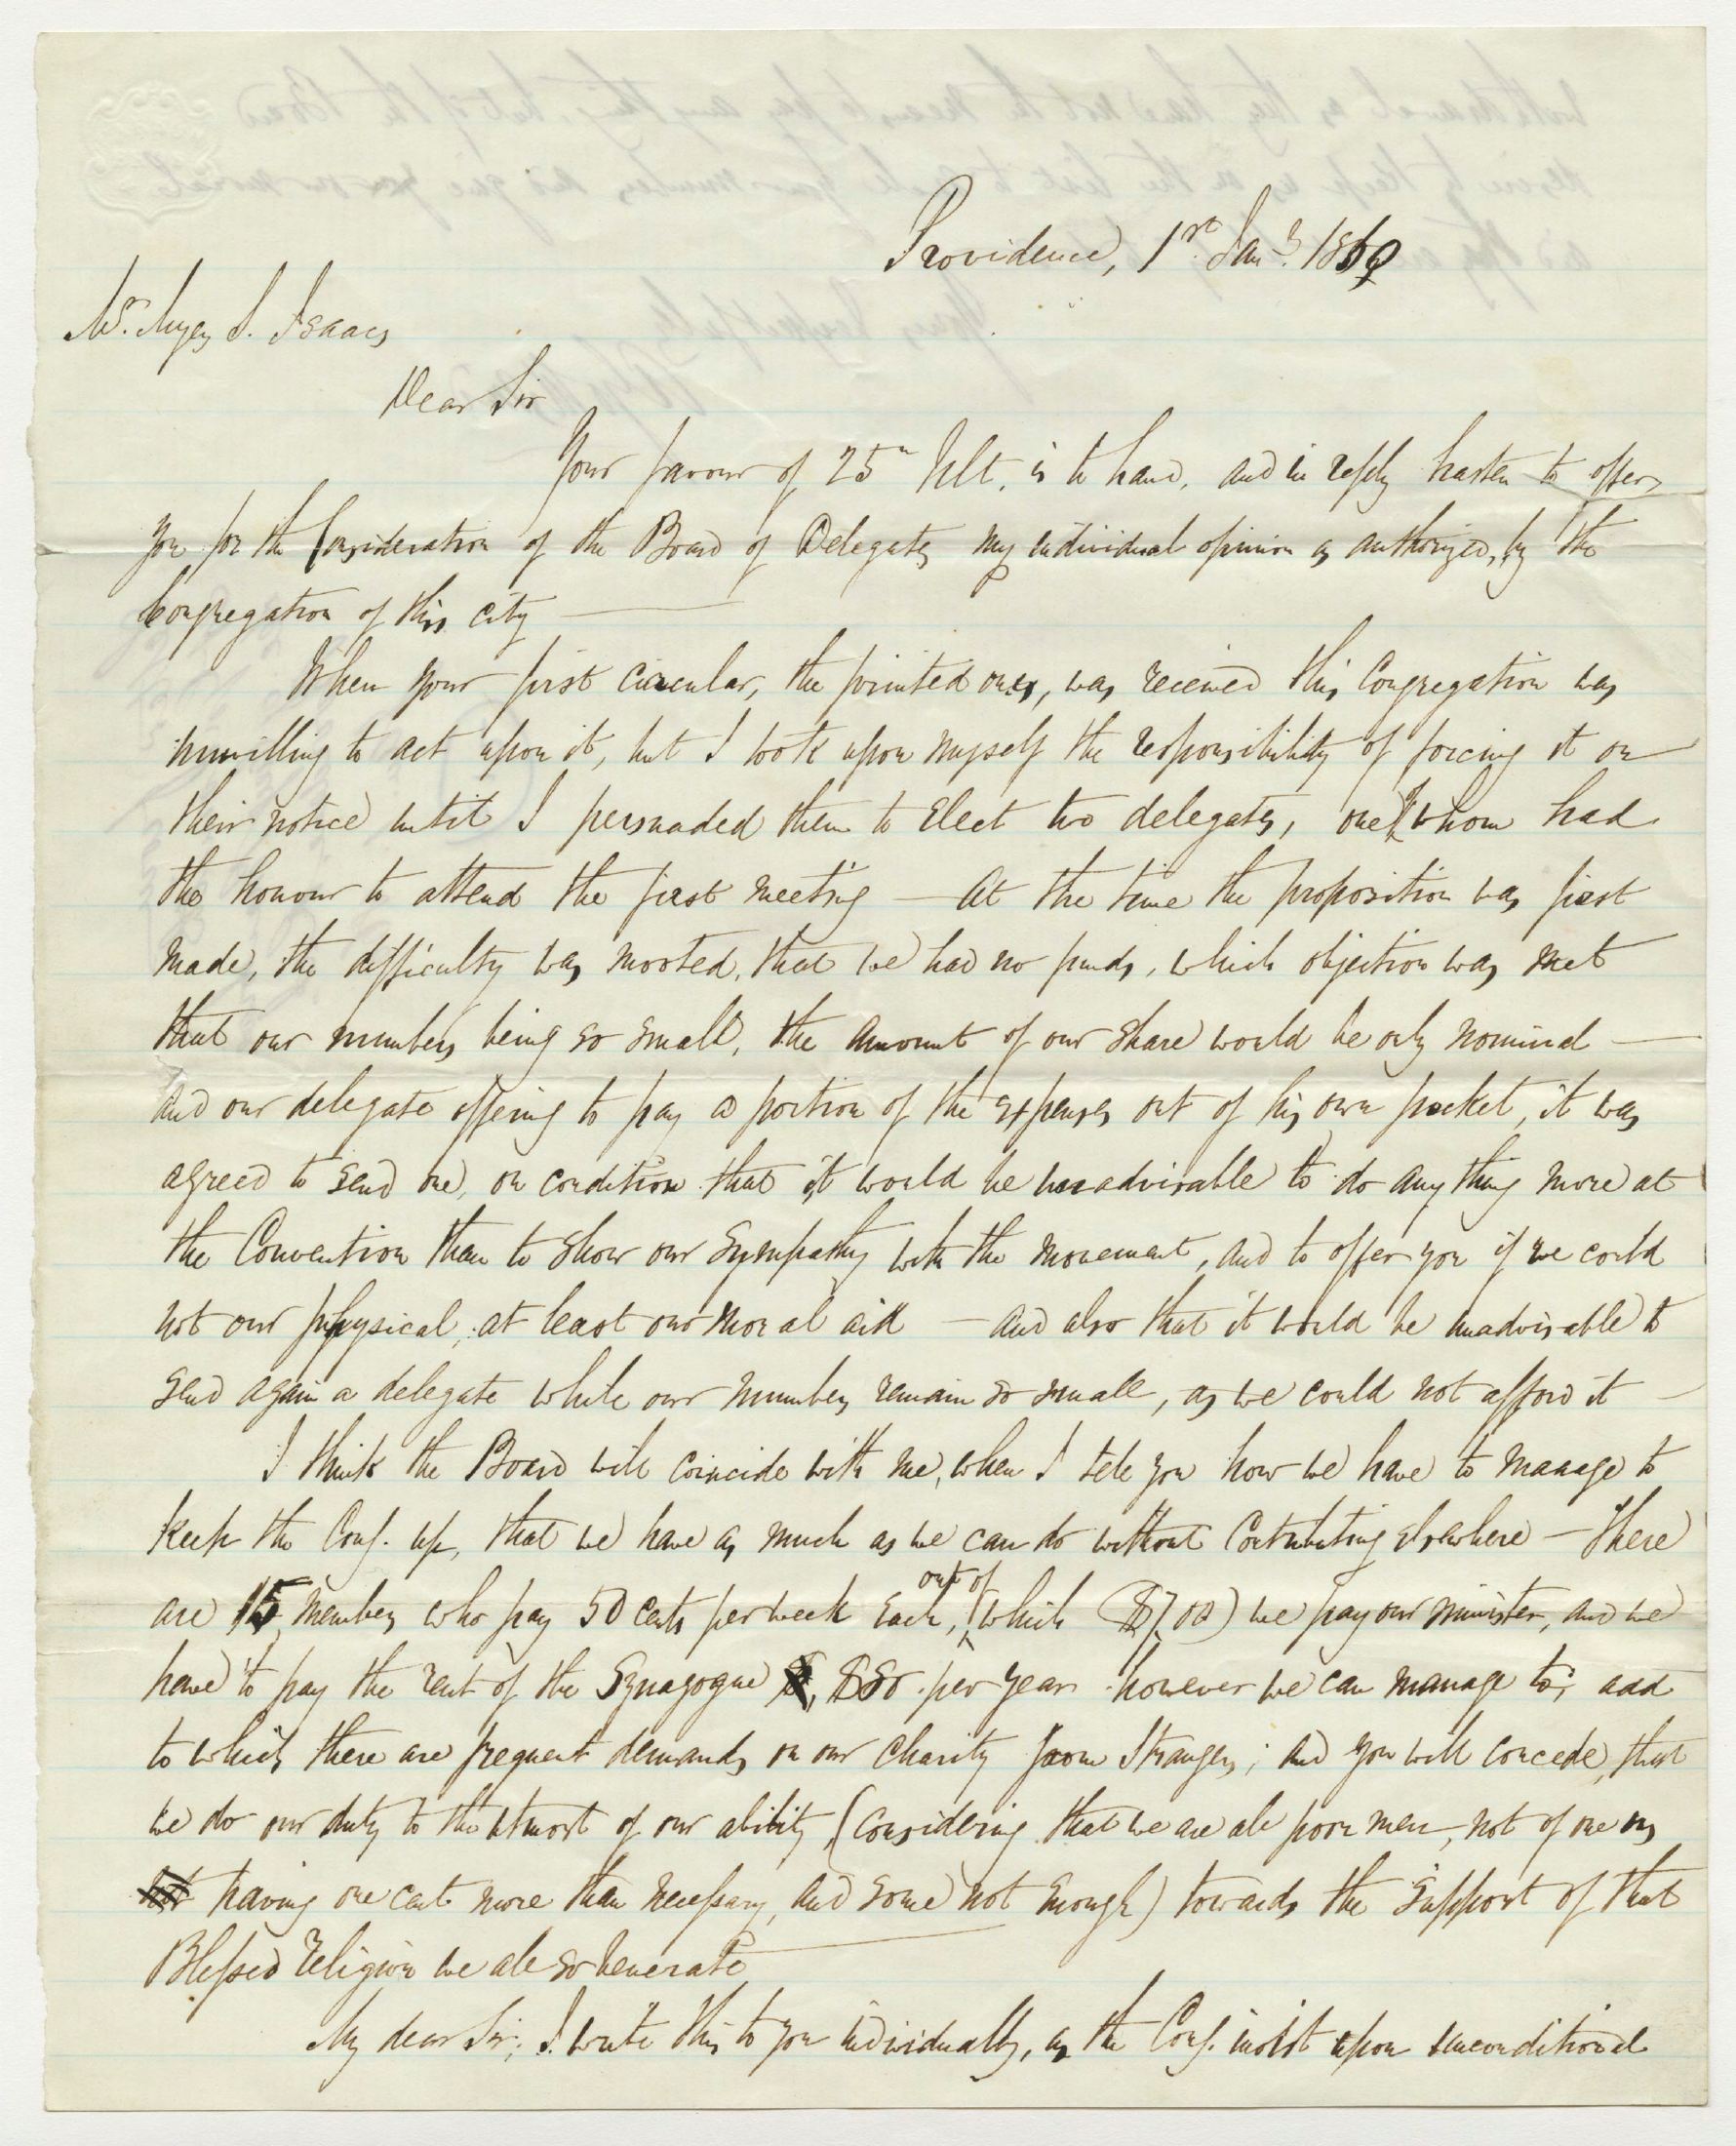 Providence, 1st Jany. 1860
Mr. Myer S. Isaacs
Dear Sir
Your favour of 25th Ult. is to hand, and in reply hasten to offer
you for the Consideration of the Board of Delegates my individual opinion as authorized by the
Congregation of this city —
When your first circular, the printed ones, was received this Congregation was
unwilling to act upon it, but I took upon myself the responsibility of forcing it on
their notice until I persuaded them to Elect two delegates, one of whom had
the honour to attend the first meeting — At the time the proposition was first
made, the difficulty was mooted, that we had no funds, which objection was met
that our numbers being so small, the amount of our share would be only nominal —
and our delegate offering to pay a portion of the expenses out of his own pocket, it was
agreed to send one, on condition that it would be unadvisable to do any thing more at
the Convention than to show our Sympathy with the movement, and to offer you if we could
not our physical, at least our moral aid — and also that it would be unadvisable to
send again a delegate while our numbers remain so small, as we could not afford it —
I think the Board will coincide with me, when I tell you how we have to manage to
keep the Cong. up, that we have as much as we can do without Contributing elsewhere — There
are 15 members who pay 50 cents per week Each, out of which ($7.00) we pay our minister, and we
have to pay the rent of the Synagogue $80 per year however we can manage to; add
to which there are frequent demands on our charity from Strangers; and you will concede, that
we do our duty to the utmost of our ability (considering that we are all poor men, not of one us
not having one cent more than necessary, and some not enough) towards the support of that
Blessed religion we all so venerate
My dear Sir; I write this to you individually, as the Cong. insist upon unconditional